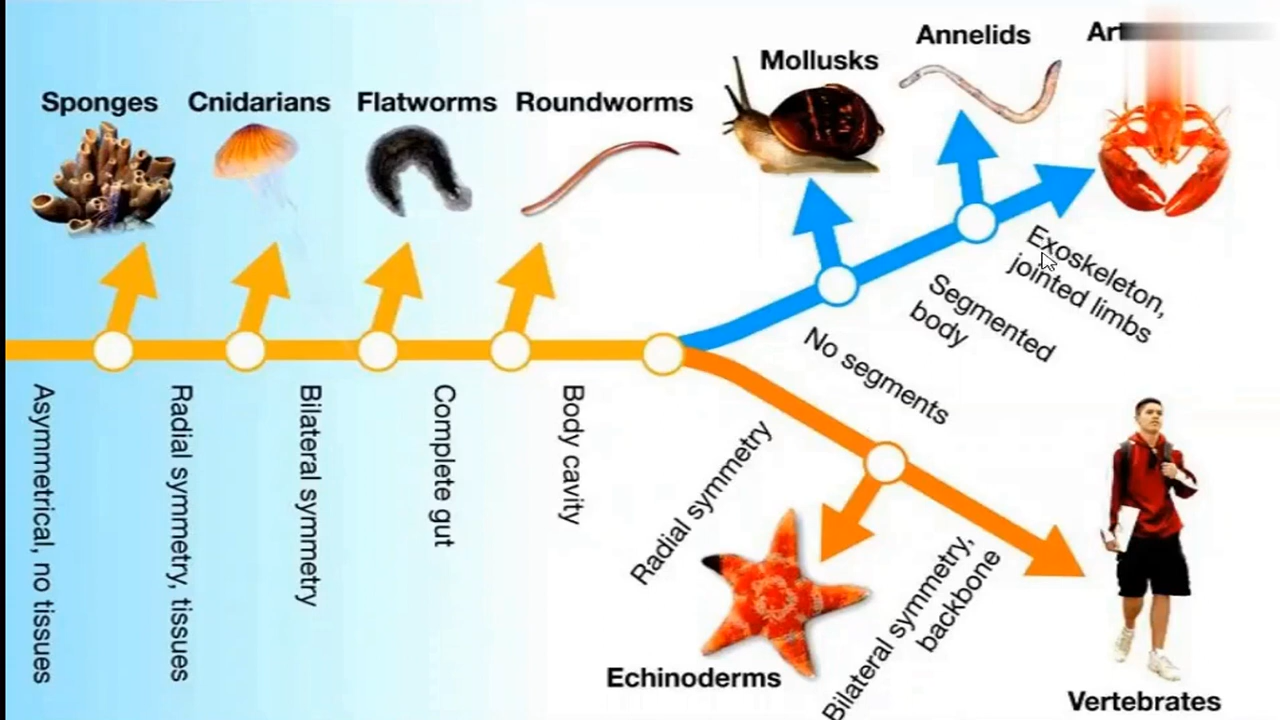 Sponges
Cnidarians
Flatworms
Roundworms
Mollusks
Annelids
Exoskeleton,
jointed limbs
Segmented
body
No segments
Asymmetrical, no tissues
Radial symmetry, tissues
Bilateral symmetry
Complete gut
Body cavity
Radial symmetry
Bilateral symmetry,
backbone
Echinoderms
Vertebrates